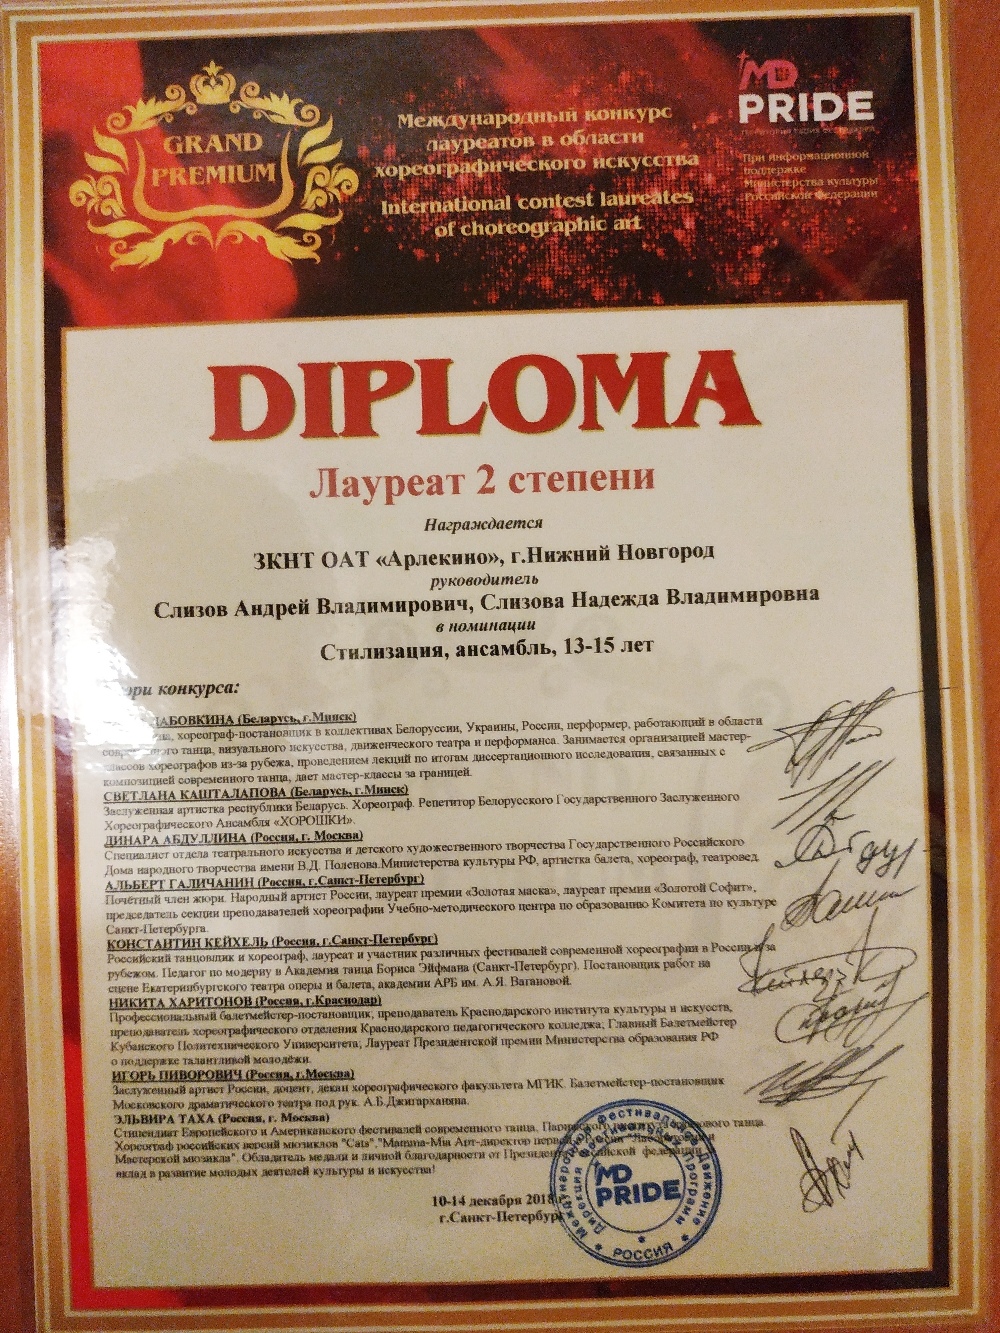 GRAND
PREMIUM
Международный конкурс
лауреатов в области
хореографического искусства
International contest laureates
of choreographic art
MD
PRIDE
При информационной
поддержке
Министерства культуры
Российской Федерации
DIPLOMA
Лауреат 2 степени
Награждается
ЗКНТ ОАТ «Арлекино», г.Нижний Новгород
руководитель
Слизов Андрей Владимирович, Слизова Надежда Владимировна
в номинации
Стилизация, ансамбль, 13-15 лет
конкурса:
(Беларусь, г.Минск)
хореограф-постановщик в коллективах Белоруссии, Украины, России, перформер, работающий в области
танца, визуального искусства, движенческого театра и перформанса. Занимается организацией мастер-
классов хореографов из-за рубежа, проведением лекций по итогам диссертационного исследования, связанных с
композицией современного танца, дает мастер-классы за границей.
СВЕТЛАНА КАШТАЛАПОВА (Беларусь, г.Минск)
Заслуженная артистка республики Беларусь. Хореограф. Репетитор Белорусского Государственного Заслуженного
Хореографического Ансамбля «ХОРОШКИ».
ДИНАРА АБДУЛЛИНА (Россия, г. Москва)
Специалист отдела театрального искусства и детского художественного творчества Государственного Российского
Дома народного творчества имени В.Д. Поленова.Министерства культуры РФ, артистка балета, хореограф, театровед.
АЛЬБЕРТ ГАЛИЧАНИН (Россия, г.Санкт-Петербург)
Почётный член жюри. Народный артист России, лауреат премии «Золотая маска», лауреат премии «Золотой Софит»,
председатель секции преподавателей хореографии Учебно-методического центра по образованию Комитета по культуре
Санкт-Петербурга.
КОНСТАНТИН КЕЙХЕЛЬ (Россия, г.Санкт-Петербург)
Российский танцовщик и хореограф, лауреат и участник различных фестивалей современной хореографии в России и за
рубежом. Педагог по модерну в Академия танца Бориса Эйфмана (Санкт-Петербург). Постановщик работ на
сцене Екатеринбургского театра оперы и балета, академии АРБ им. А.Я. Вагановой.
НИКИТА ХАРИТОНОВ (Россия, г.Краснодар)
Профессиональный балетмейстер-постановщик, преподаватель Краснодарского института культуры и искусств,
преподаватель хореографического отделения Краснодарского педагогического колледжа; Главный Балетмейстер
Кубанского Политехнического Университета; Лауреат Президентской премии Министерства образования РФ
о поддержке талантливой молодёжи.
ИГОРЬ ПИВОРОВИЧ (Россия, г.Москва)
Заслуженный артист России, доцент, декан хореографического факультета МГИК. Балетмейстер-постановщик
Московского драматического театра под рук. А.Б.Джигарханяна.
ЭЛЬВИРА ТАХА (Россия, г. Москва)
Стипендиат Европейского и Американского фестивалей современного танца. танца.
Хореограф российских версий мюзиклов "Cats","Mamma-Mia Арт-директор
Мастерской мюзикла". Обладатель медали и личной благодарности от Президента Российской федерации
вклад в развитие молодых деятелей культуры и искусства!
10-14 декабря 2018г.
г.Санкт-Петербург
MD
PRIDE
РОССИЯ